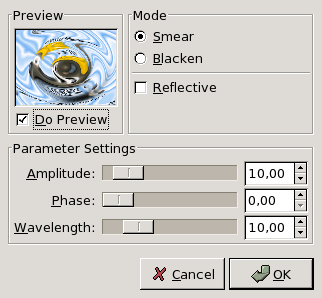 Preview
Do Preview
Mode
Smear
Blacken
Reflective
Parameter Settings
Amplitude: 10,00
Phase: 0,00
Wavelength: 10,00
Cancel OK